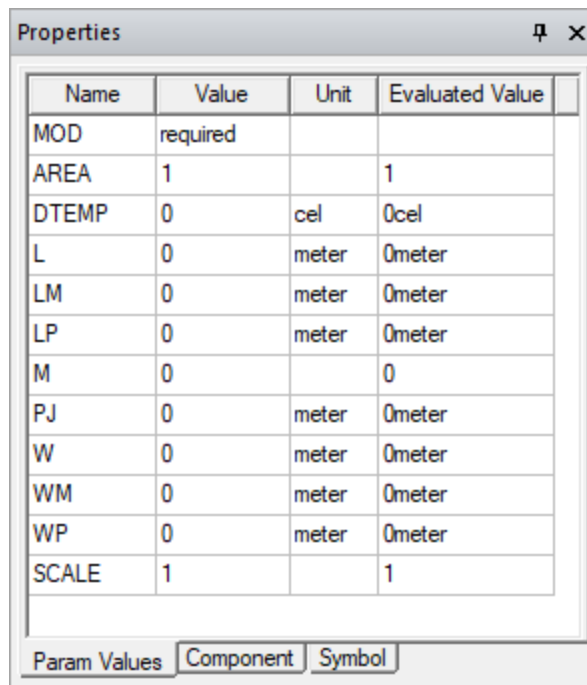 Properties
Name Value Unit Evaluated Value
MOD required
AREA 1 1
DTEMP 0 cel 0cel
L 0 meter 0meter
LM 0 meter 0meter
LP 0 meter 0meter
M 0 0
PJ 0 meter 0meter
W 0 meter 0meter
WM 0 meter 0meter
WP 0 meter 0meter
SCALE 1 1
Param Values Component Symbol